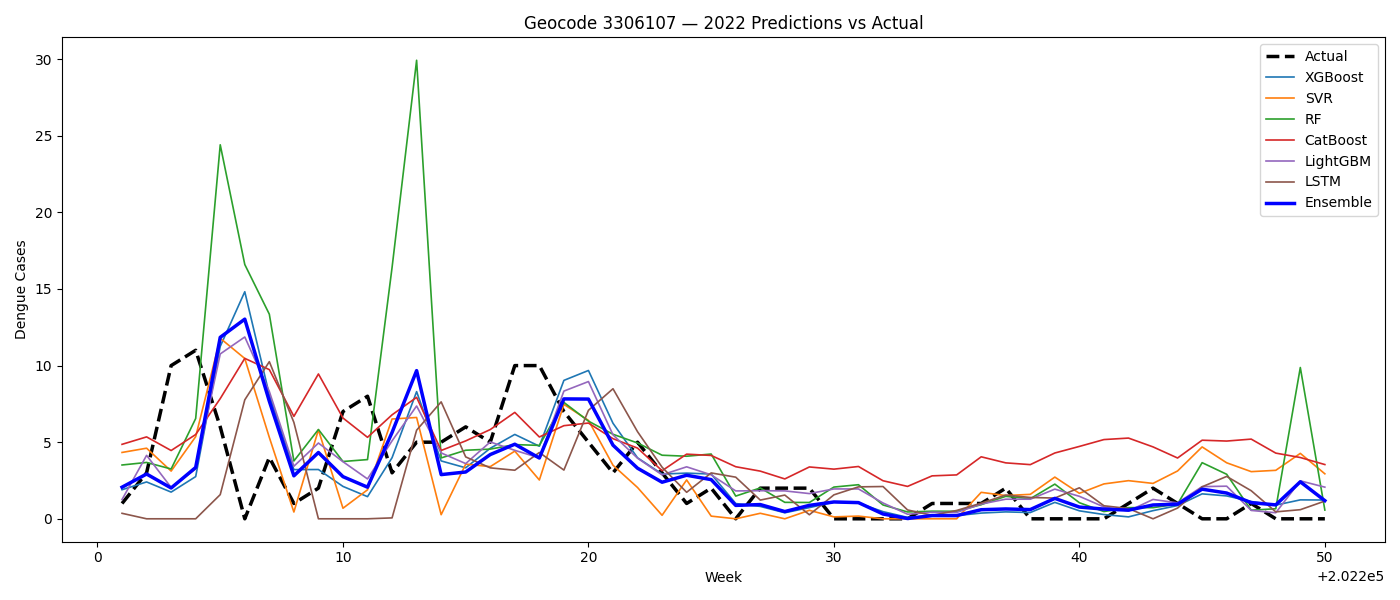 Geocode 3306107 — 2022 Predictions vs Actual
Dengue Cases
30
25
20
15
10
5
0
0 10 20 30 40 50
+2.022e5
Week
Actual
XGBoost
SVR
RF
CatBoost
LightGBM
LSTM
Ensemble